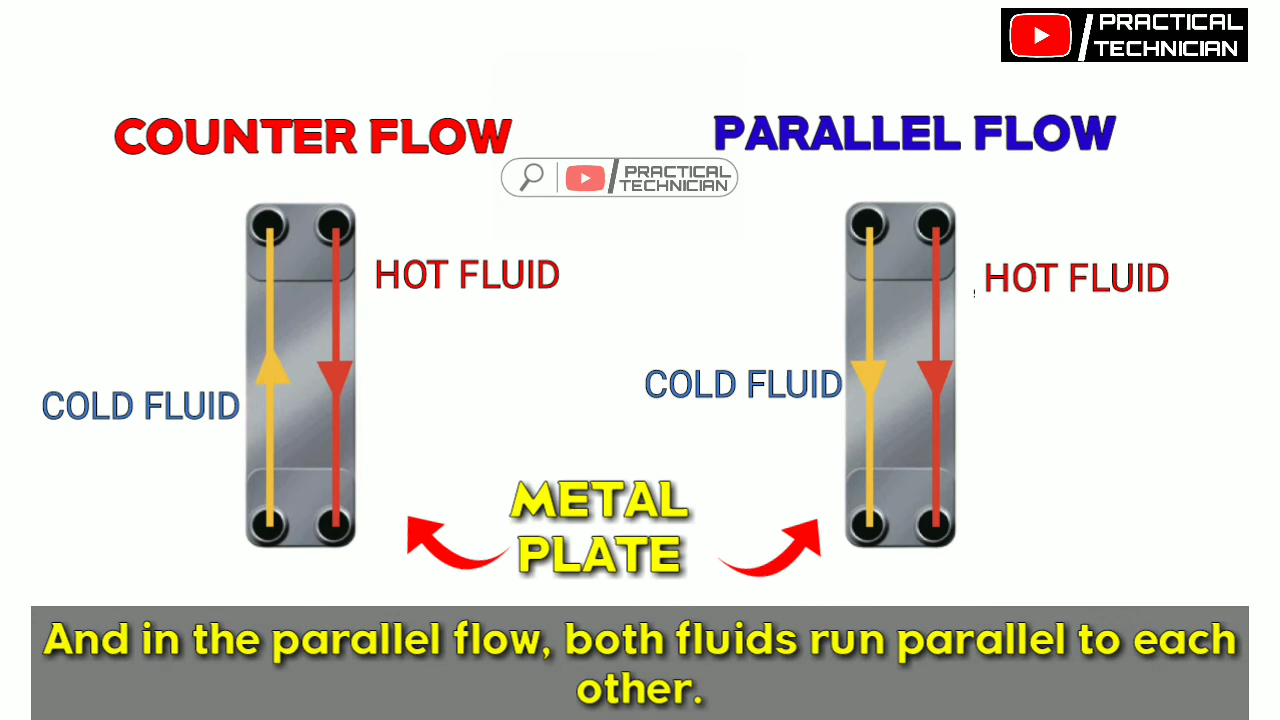 PRACTICAL
TECHNICIAN
COUNTER FLOW
PARALLEL FLOW
PRACTICAL
TECHNICIAN
HOT FLUID
, HOT FLUID
COLD FLUID
COLD FLUID
METAL
PLATE
And in the parallel flow, both fluids run parallel to each
other.